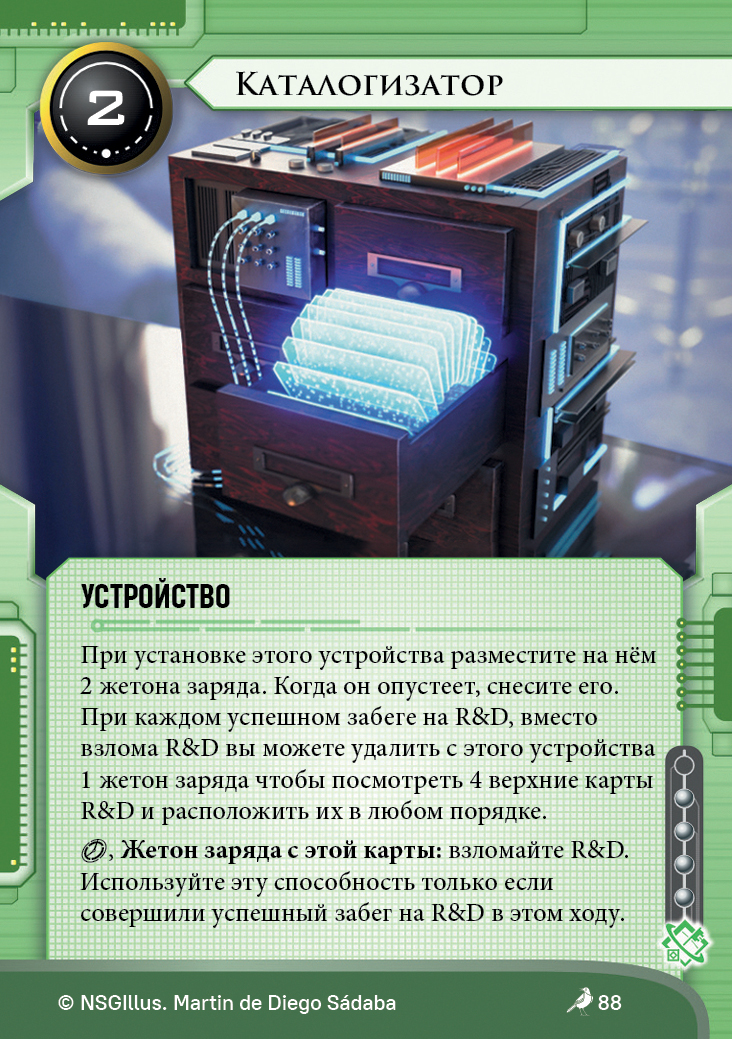 2
Каталогизатор
УСТРОЙСТВО
При установке этого устройства разместите на нём
2 жетона заряда. Когда он опустеет, снесите его.
При каждом успешном забеге на R&D, вместо
взлома R&D вы можете удалить с этого устройства
1 жетон заряда чтобы посмотреть 4 верхние карты
R&D и расположить их в любом порядке.
, Жетон заряда с этой карты: взломайте R&D.
Используйте эту способность только если
совершили успешный забег на R&D в этом ходу.
© NSGIllus. Martin de Diego Sádaba
88